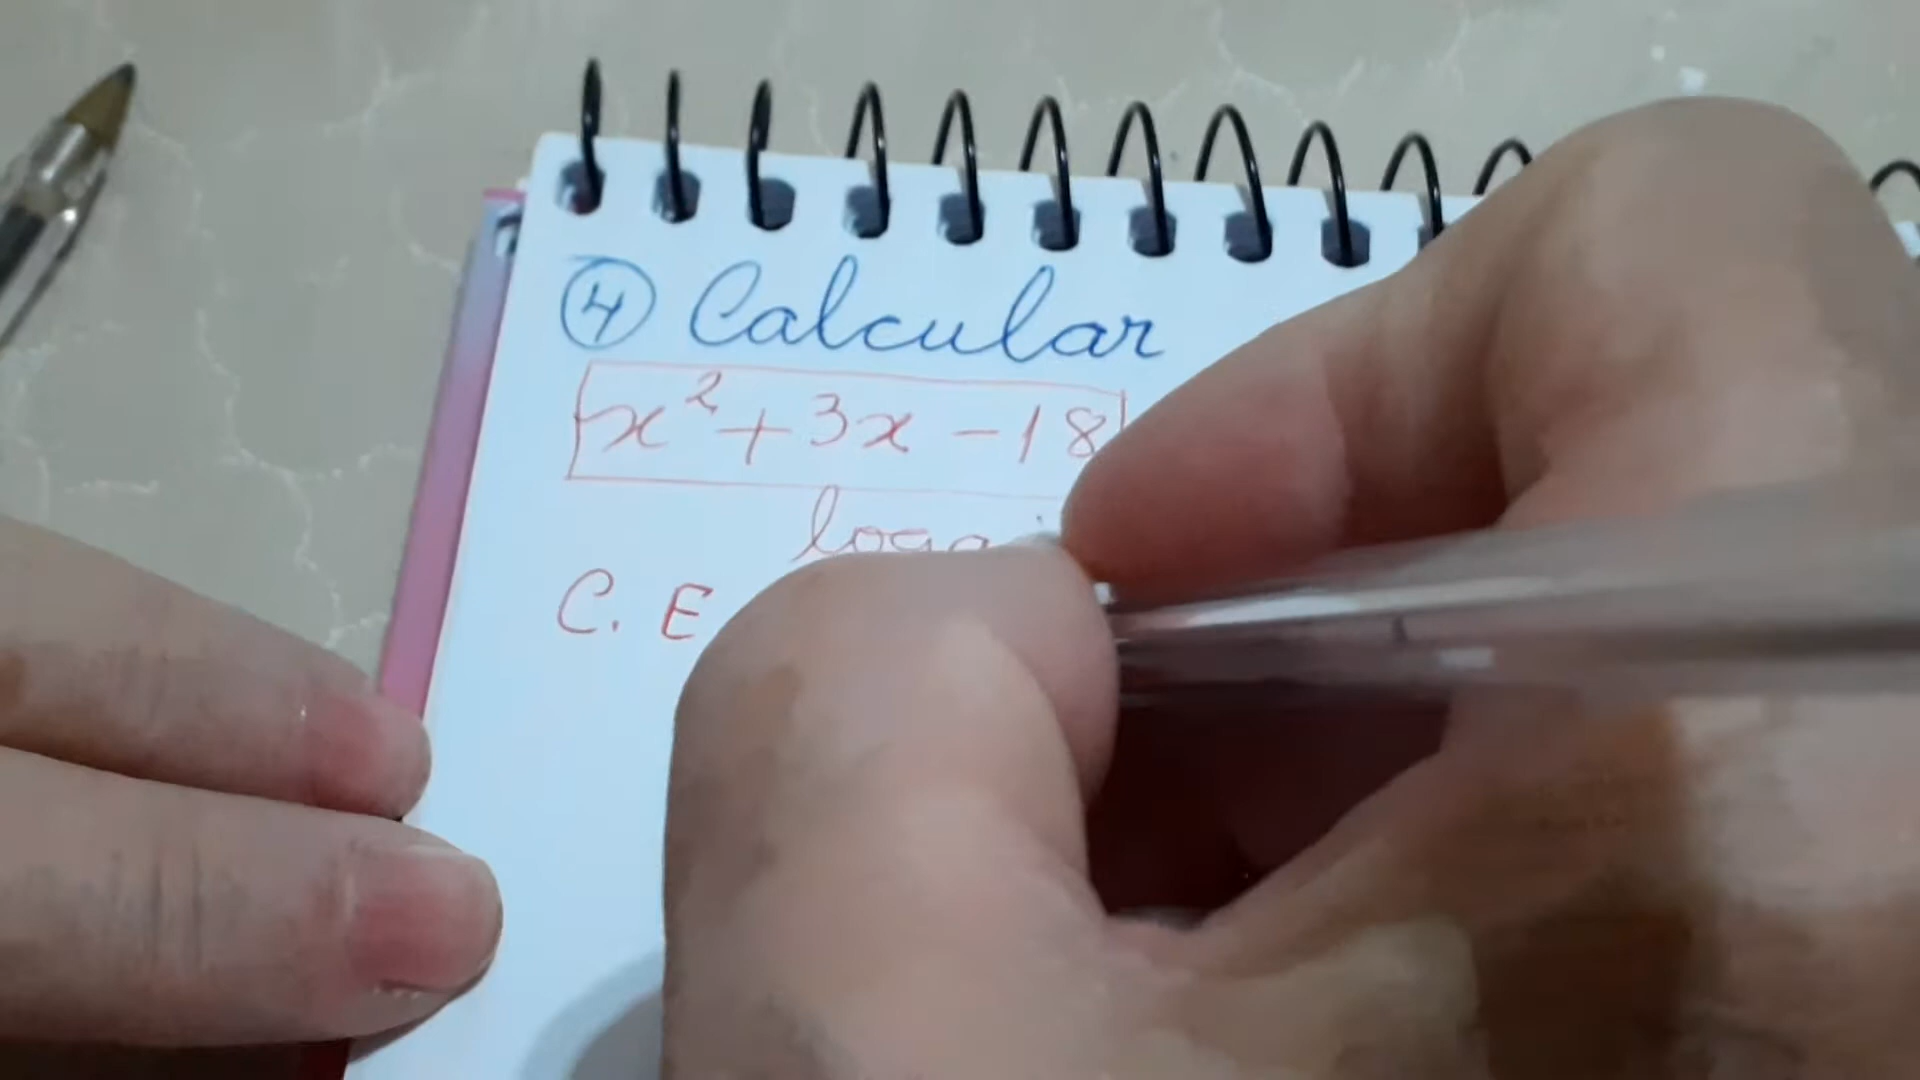 ④ Calcular
x² + 3x - 18
C. E